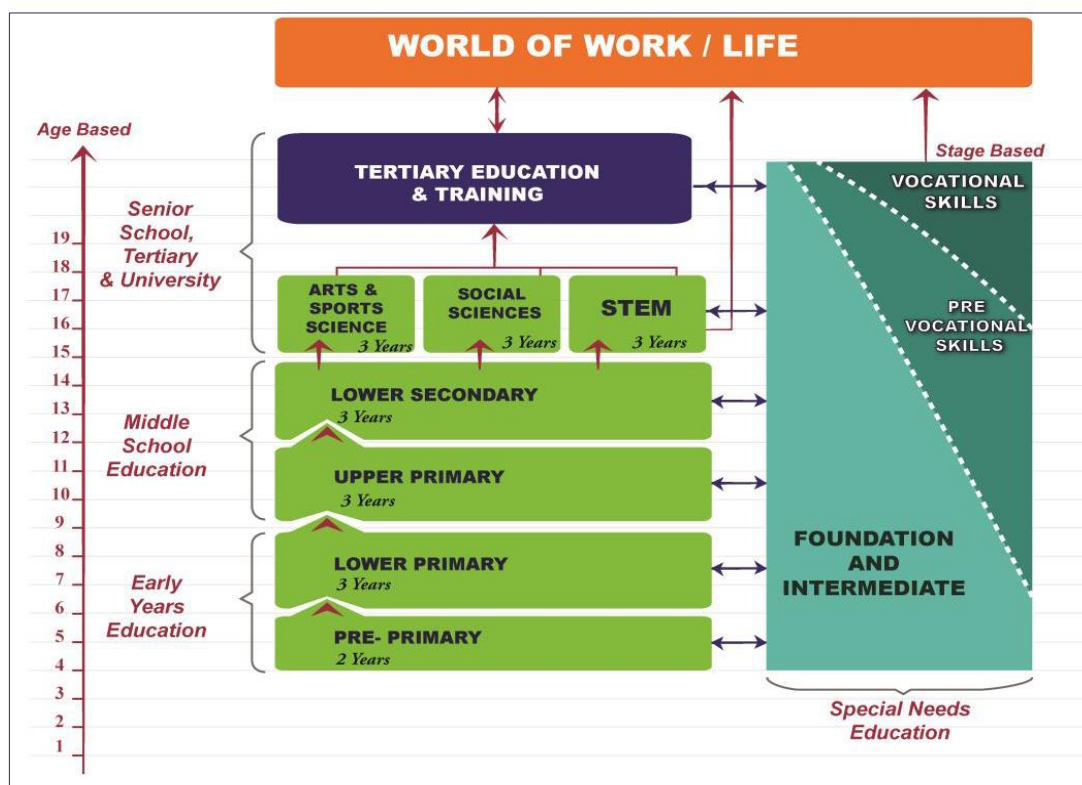 WORLD OF WORK / LIFE
Age Based
Stage Based
TERTIARY EDUCATION
& TRAINING
VOCATIONAL
SKILLS
Senior
School,
Tertiary
& University
19
18
17
16
15
14
13
12
11
10
9
8
7
6
5
4
3
2
1
ARTS &
SPORTS
SCIENCE
3 Years
SOCIAL
SCIENCES
3 Years
STEM
3 Years
PRE
VOCATIONAL
SKILLS
Middle
School
Education
LOWER SECONDARY
3 Years
UPPER PRIMARY
3 Years
Early
Years
Education
LOWER PRIMARY
3 Years
PRE- PRIMARY
2 Years
FOUNDATION
AND
INTERMEDIATE
Special Needs
Education